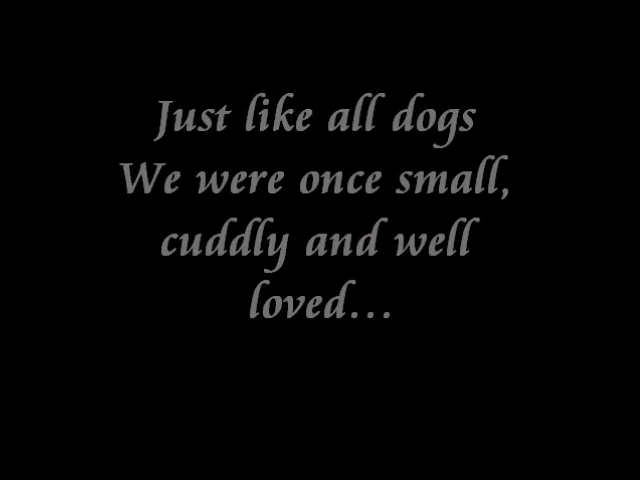 Just like all dogs
We were once small,
cuddly and well
loved...